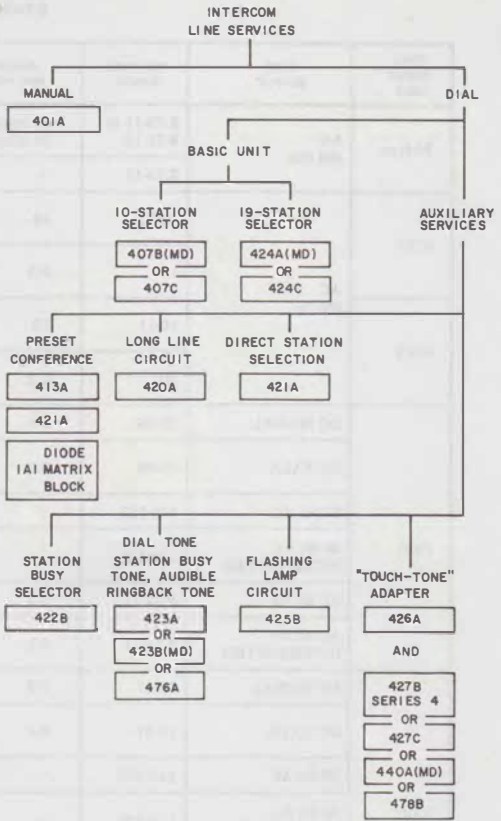 INTERCOM
LINE SERVICES
MANUAL
401A
DIAL
BASIC UNIT
10-STATION
SELECTOR
407B(MD)
OR
407C
19-STATION
SELECTOR
424A(MD)
OR
424C
AUXILIARY
SERVICES
PRESET
CONFERENCE
413A
421A
DIODE
1A1 MATRIX
BLOCK
LONG LINE
CIRCUIT
420A
DIRECT STATION
SELECTION
421A
STATION
BUSY
SELECTOR
422B
DIAL TONE
STATION BUSY
TONE, AUDIBLE
RINGBACK TONE
423A
OR
423B(MD)
OR
476A
FLASHING
LAMP
CIRCUIT
425B
"TOUCH-TONE"
ADAPTER
426A
AND
427B
SERIES 4
OR
427C
OR
440A(MD)
OR
478B